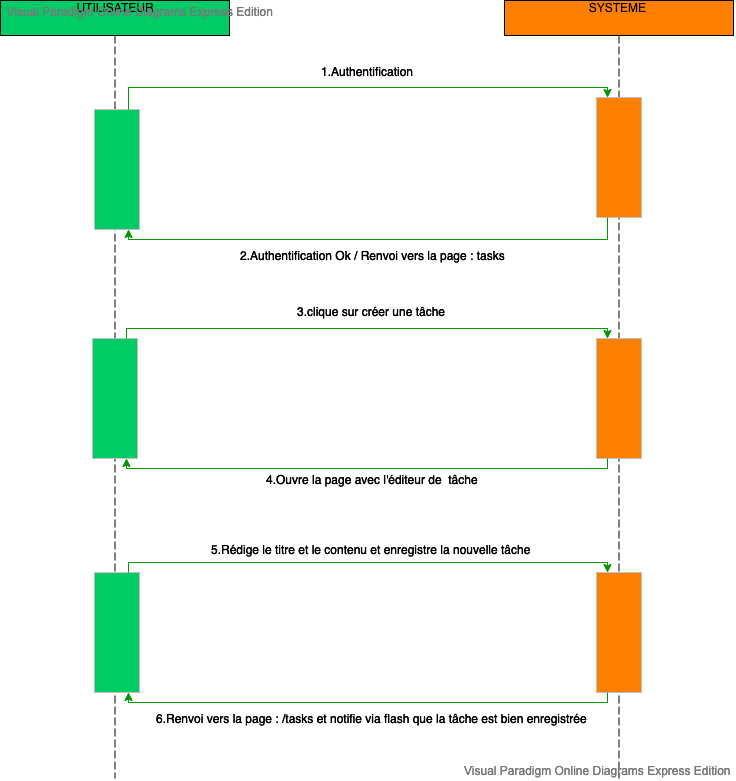 UTILISATEUR
Visual Paradigm Online Diagrams Express Edition
SYSTEME
1.Authentification
2.Authentification Ok / Renvoi vers la page : tasks
3.clique sur créer une tâche
4.Ouvre la page avec l'éditeur de  tâche
5.Rédige le titre et le contenu et enregistre la nouvelle tâche
6.Renvoi vers la page : /tasks et notifie via flash que la tâche est bien enregistrée
Visual Paradigm Online Diagrams Express Edition